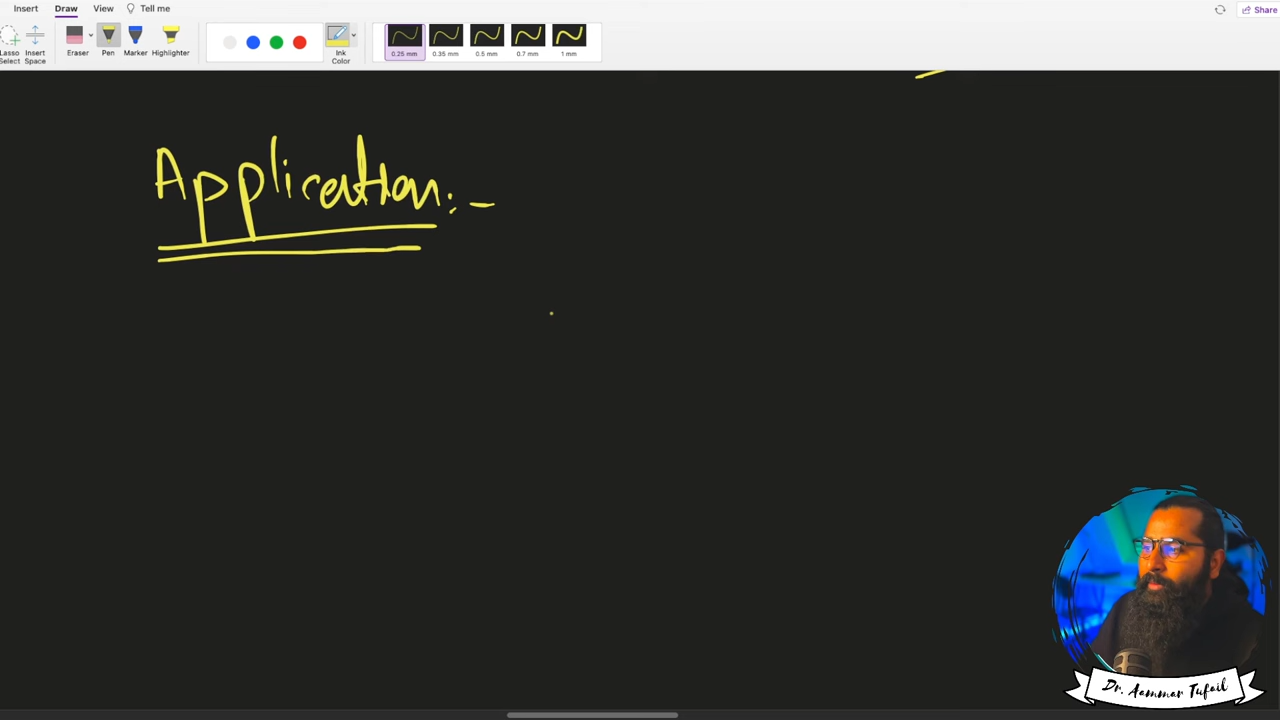 Insert Draw View Tell me
Share
Lasso Select
Insert Space
Eraser
Pen
Marker
Highlighter
Ink Color
0.25 mm
0.35 mm
0.5 mm
0.7 mm
1 mm
Application:-
Dr. Aammar Tufail